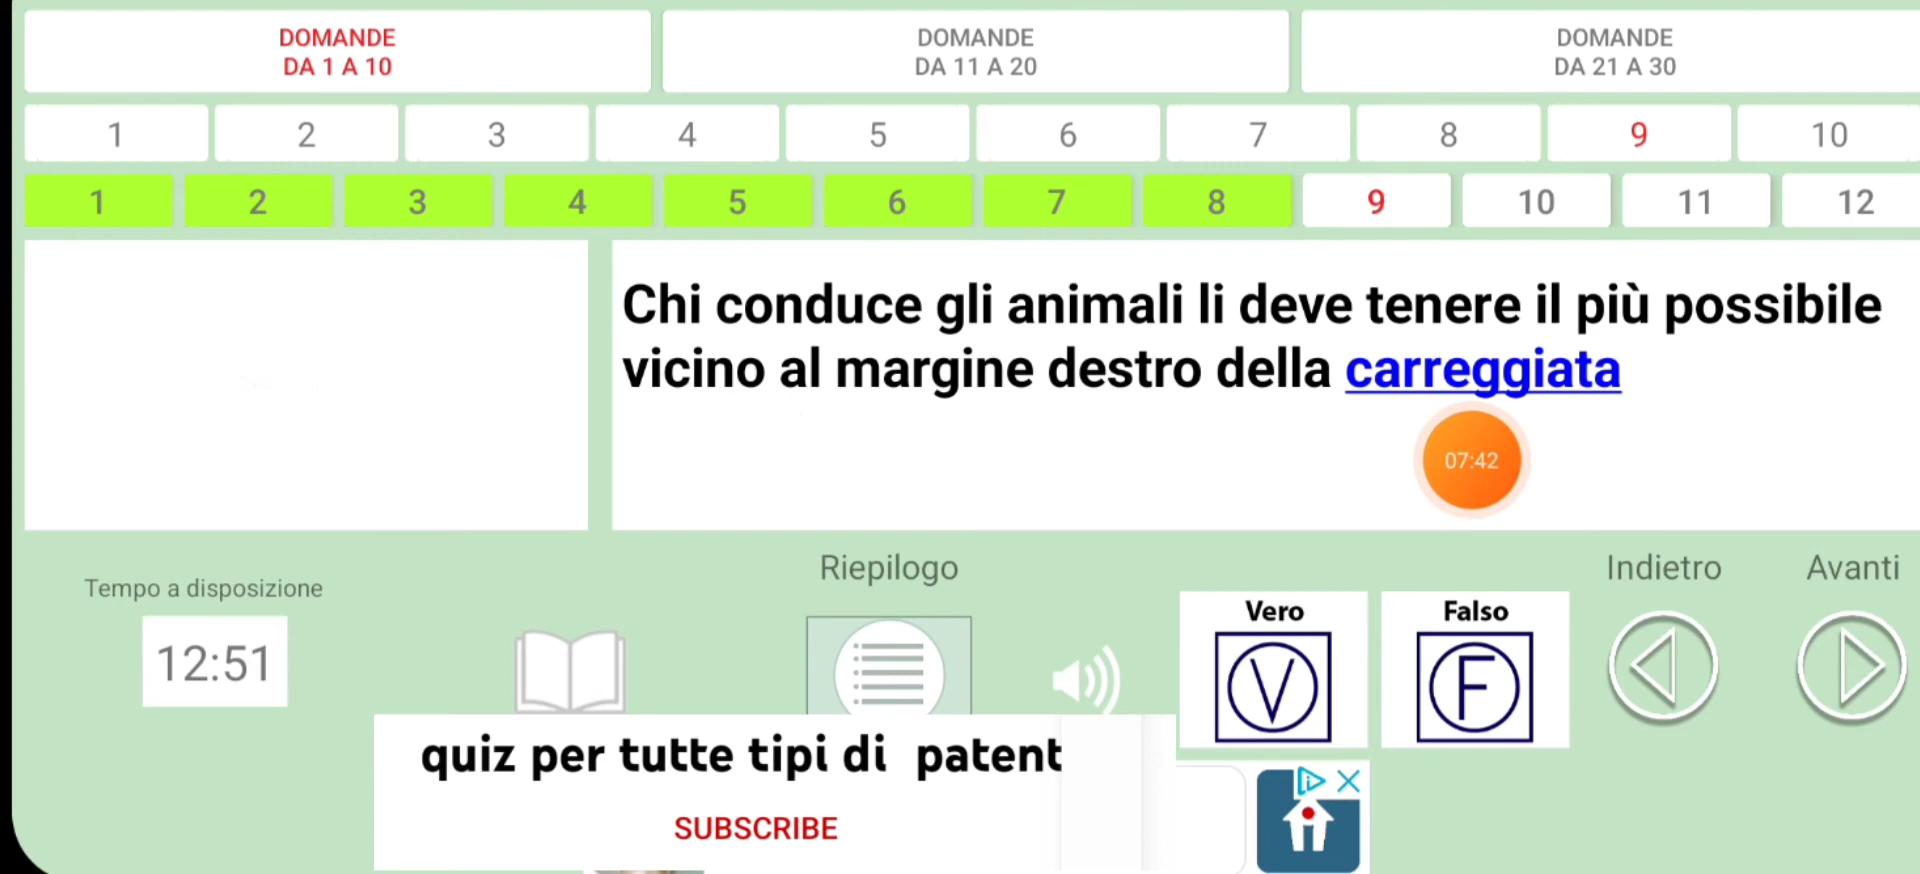 DOMANDE
DA 1 A 10
DOMANDE
DA 11 A 20
DOMANDE
DA 21 A 30
1 2 3 4 5 6 7 8 9 10
1 2 3 4 5 6 7 8 9 10 11 12
Chi conduce gli animali li deve tenere il più possibile
vicino al margine destro della carreggiata
07:42
Tempo a disposizione
12:51
Riepilogo
Vero
V
Falso
F
Indietro
Avanti
quiz per tutte tipi di patent
SUBSCRIBE